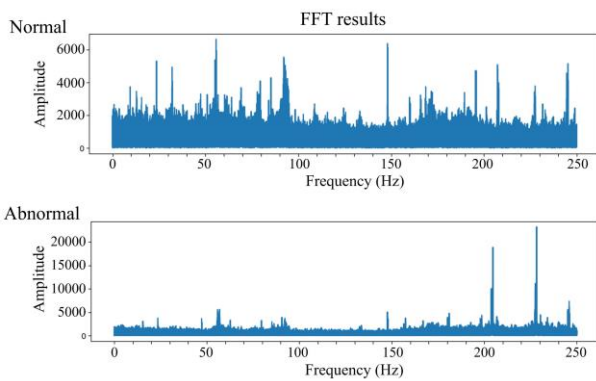 Normal
FFT results
Amplitude
6000
4000
2000
0
0 50 100 150 200 250
Frequency (Hz)
Abnormal
Amplitude
20000
15000
10000
5000
0
0 50 100 150 200 250
Frequency (Hz)